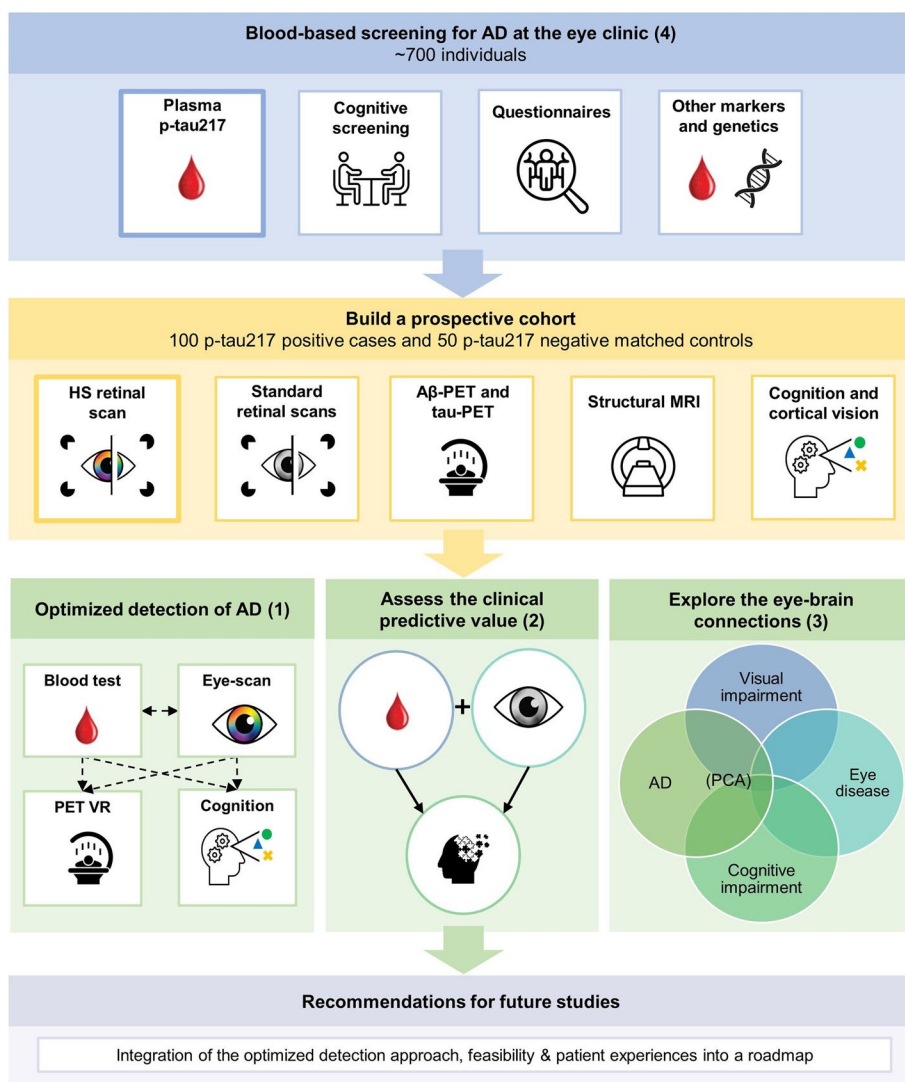 Blood-based screening for AD at the eye clinic (4)
~700 individuals
Plasma
p-tau217
Cognitive
screening
Questionnaires
Other markers
and genetics
Build a prospective cohort
100 p-tau217 positive cases and 50 p-tau217 negative matched controls
HS retinal
scan
Standard
retinal scans
Aβ-PET and
tau-PET
Structural MRI
Cognition and
cortical vision
Optimized detection of AD (1)
Blood test
Eye-scan
PET VR
Cognition
Assess the clinical
predictive value (2)
+
Explore the eye-brain
connections (3)
Visual
impairment
AD
(PCA)
Eye
disease
Cognitive
impairment
Recommendations for future studies
Integration of the optimized detection approach, feasibility & patient experiences into a roadmap